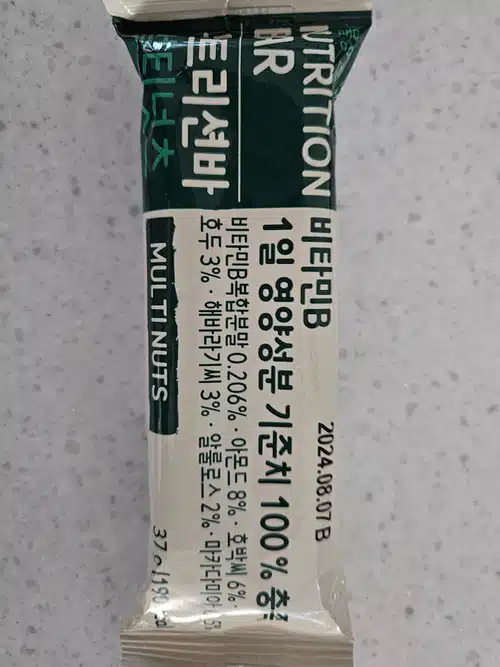 NUTRITION
BAR
트리션바
티넛츠
비타민B
1일 영양성분 기준치 100% 충
비타민B복합분말 0.206% · 아몬드 8% · 호박씨 6% ·
호두 3% · 해바라기씨 3% · 알룰로스 2% · 마카다미아
MULTI NUTS
2024.08.07 B